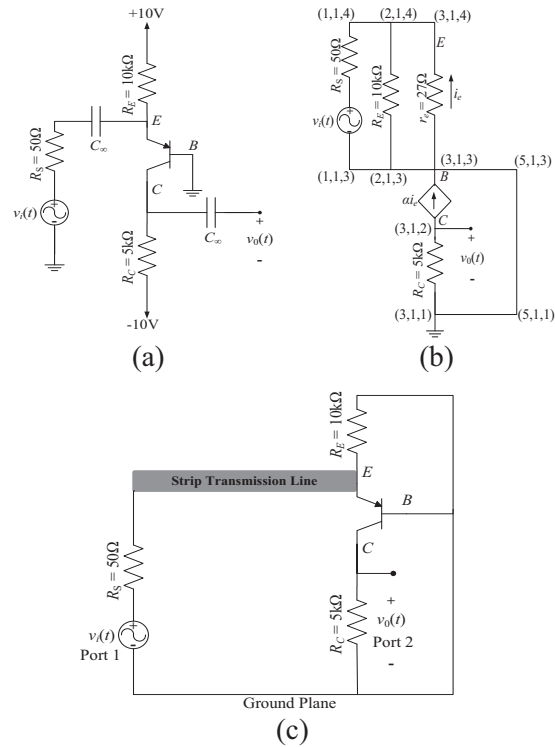 +10V
R_E = 10kΩ
E
C∞
R_S = 50Ω
B
v_i(t)
C
C∞
+
v_0(t)
-
R_C = 5kΩ
-10V
(a)
(1,1,4)
(2,1,4)
(3,1,4)
E
R_S = 50Ω
R_E = 10kΩ
r_e = 27Ω
i_e
v_i(t)
(1,1,3)
(2,1,3)
(3,1,3)
(5,1,3)
B
αi_e
C
(3,1,2)
+
v_0(t)
-
R_C = 5kΩ
(3,1,1)
(5,1,1)
(b)
R_E = 10kΩ
Strip Transmission Line
E
B
C
R_S = 50Ω
+
v_i(t)
v_0(t)
Port 1
Port 2
R_C = 5kΩ
-
Ground Plane
(c)